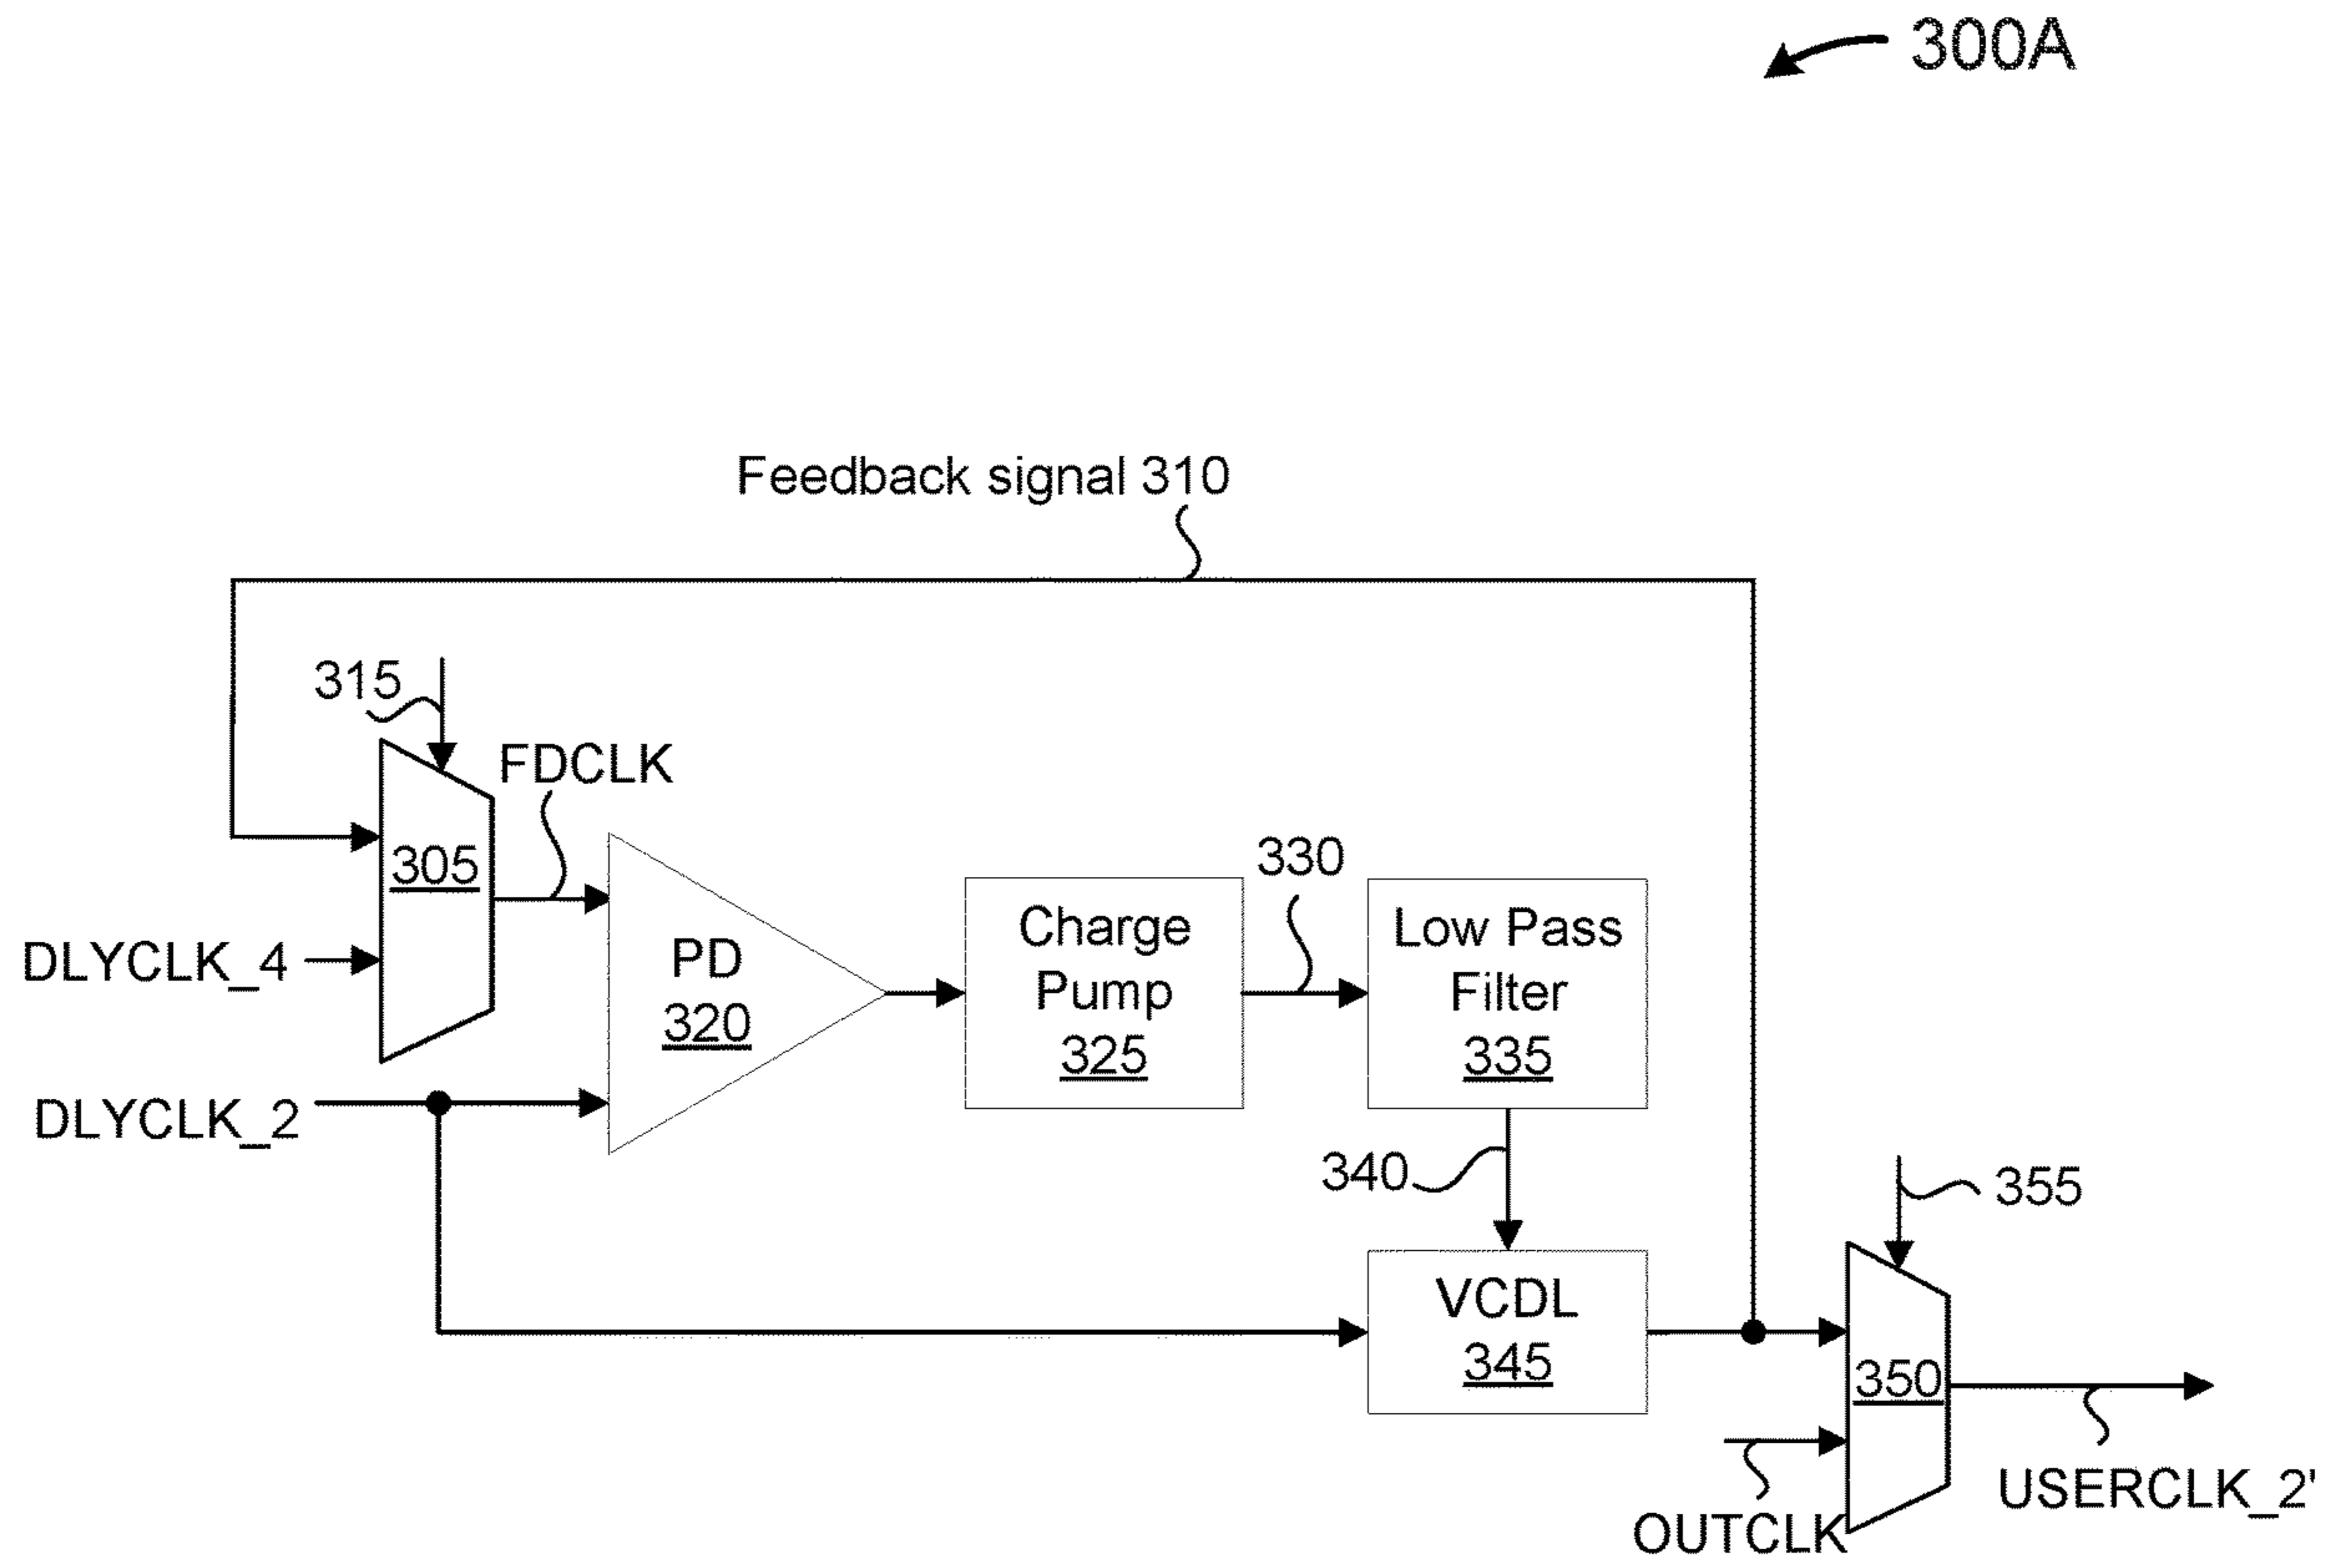 300A
Feedback signal 310
315
FDCLK
305
330
Charge
Pump
325
Low Pass
Filter
335
PD
320
DLYCLK_4
DLYCLK_2
340
355
VCDL
345
350
USERCLK_2'
OUTCLK